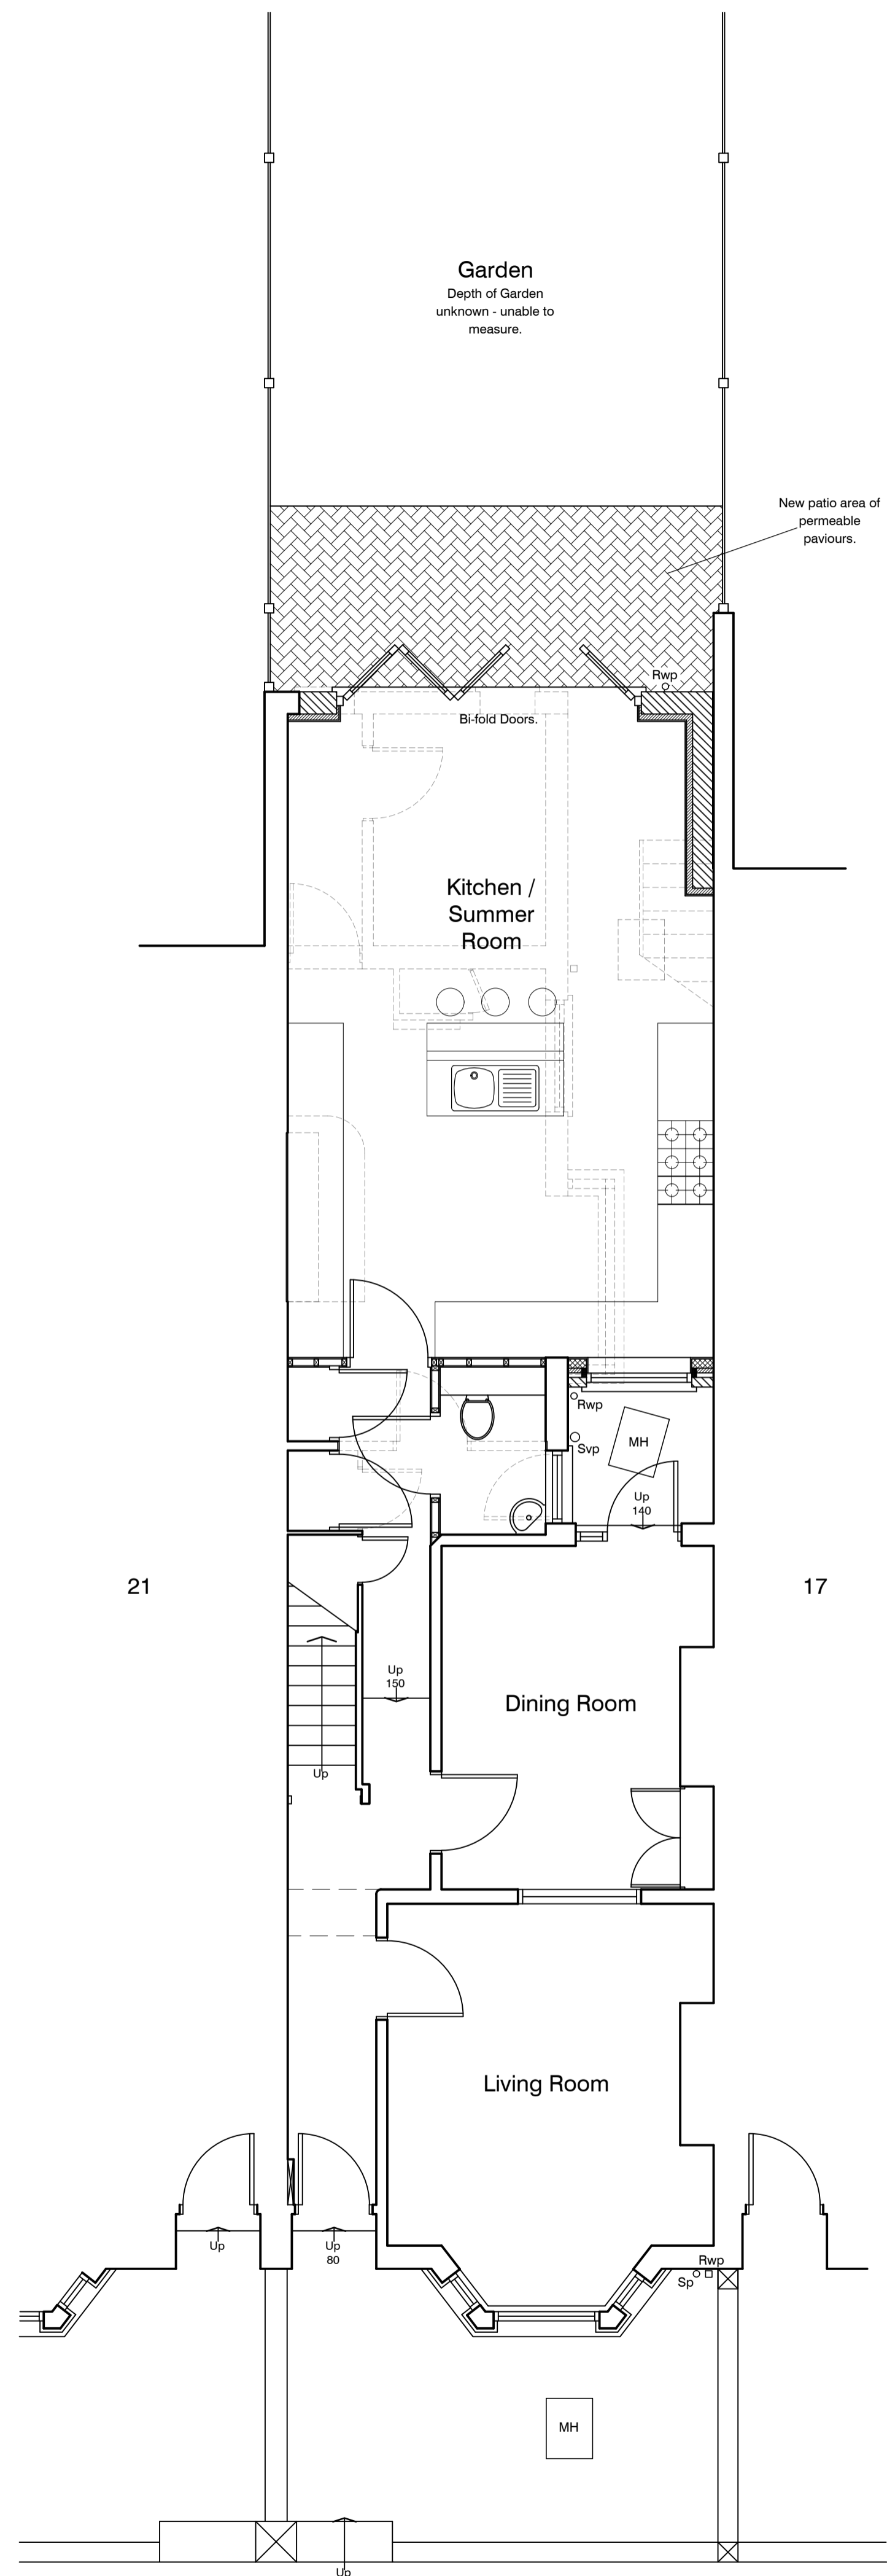 Garden
Depth of Garden
unknown - unable to
measure.
New patio area of
permeable
paviours.
Rwp
Bi-fold Doors.
Kitchen /
Summer
Room
Rwp
Svp
MH
Up
140
21
17
Up
150
Dining Room
Up
Living Room
Up
Up
80
Rwp
Sp
MH
Up